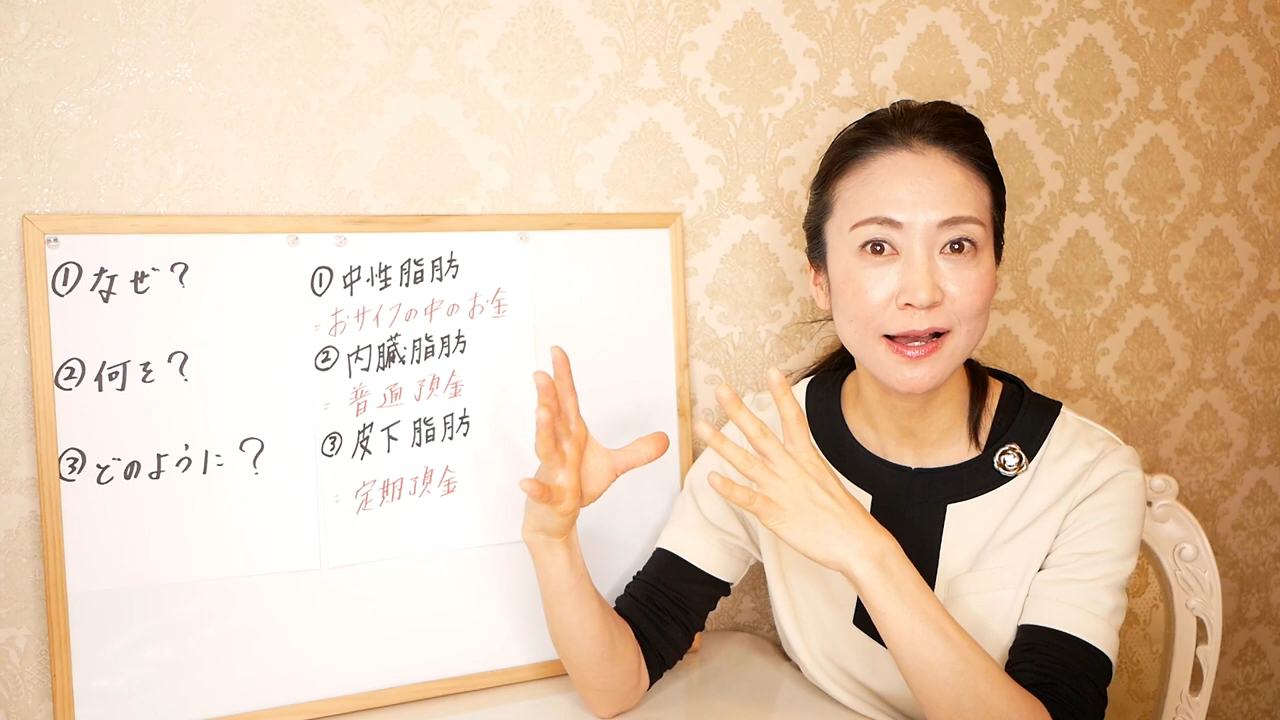 ①なぜ?
②何を?
③どのように?
①中性脂肪
=おサイフの中のお金
②内臓脂肪
=普通預金
③皮下脂肪
=定期預金